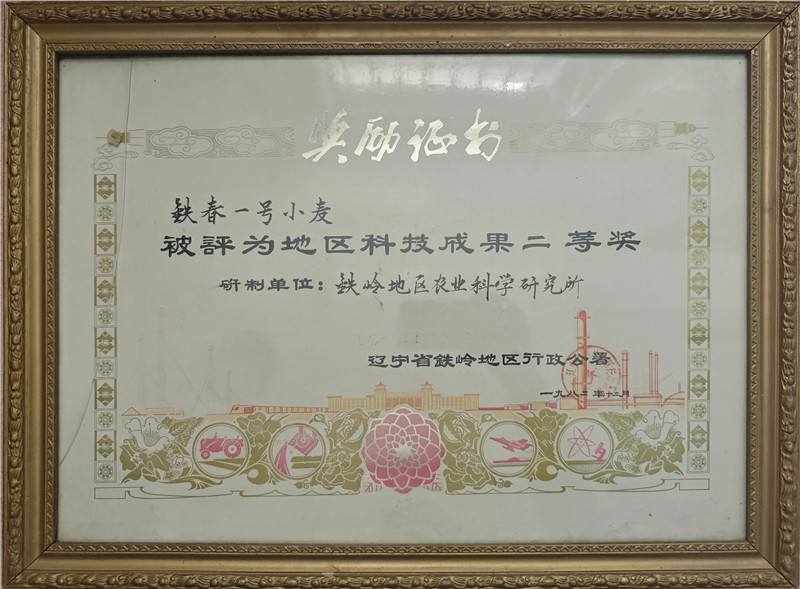 奖励证书
铁春一号小麦
被評为地区科技成果二等奖
研制单位：铁岭地区农业科学研究所
辽宁省鉄岭地区行政公署
一九八二年十二月